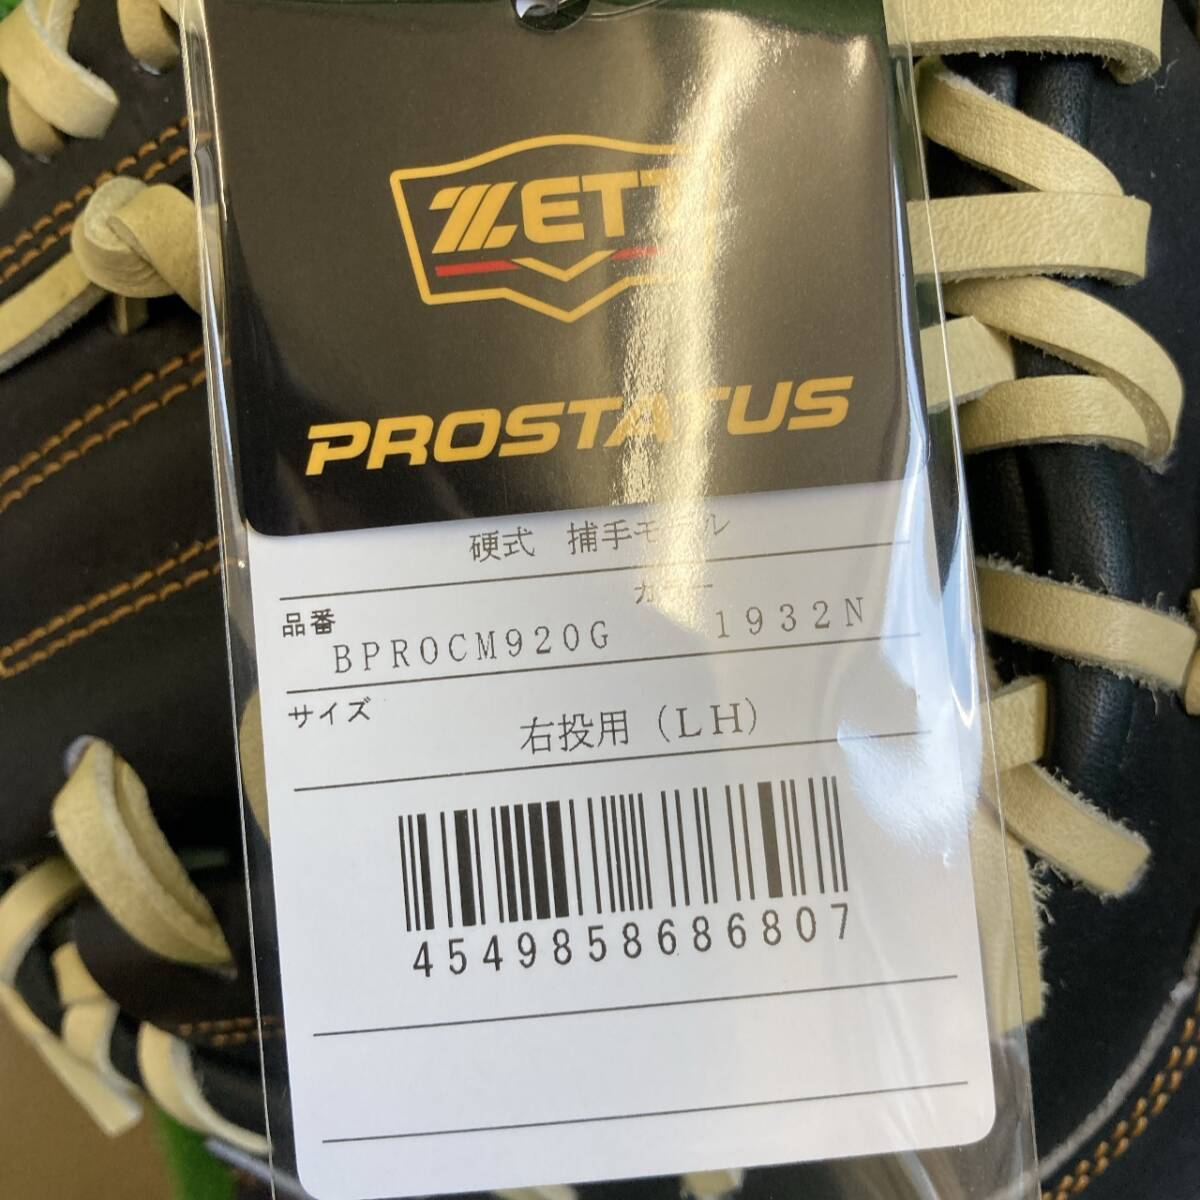 ZETT
PROSTATUS
硬式 捕手モデル
品番 カラー
BPROCM920G 1932N
サイズ
右投用（LH）
4549858686807